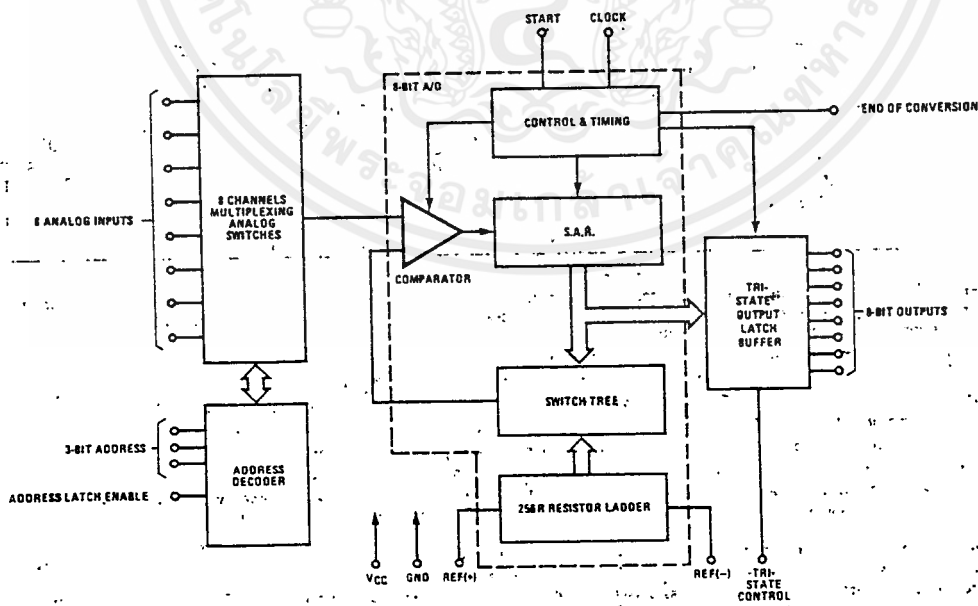 START
CLOCK
8-BIT A/D
CONTROL & TIMING
END OF CONVERSION
8 ANALOG INPUTS
8 CHANNELS
MULTIPLEXING
ANALOG
SWITCHES
S.A.R.
COMPARATOR
TRI-
STATE
OUTPUT
LATCH
BUFFER
8-BIT OUTPUTS
SWITCH TREE
3-BIT ADDRESS
ADDRESS
DECODER
ADDRESS LATCH ENABLE
256R RESISTOR LADDER
VCC
GND
REF(+)
REF(−)
TRI-
STATE
CONTROL